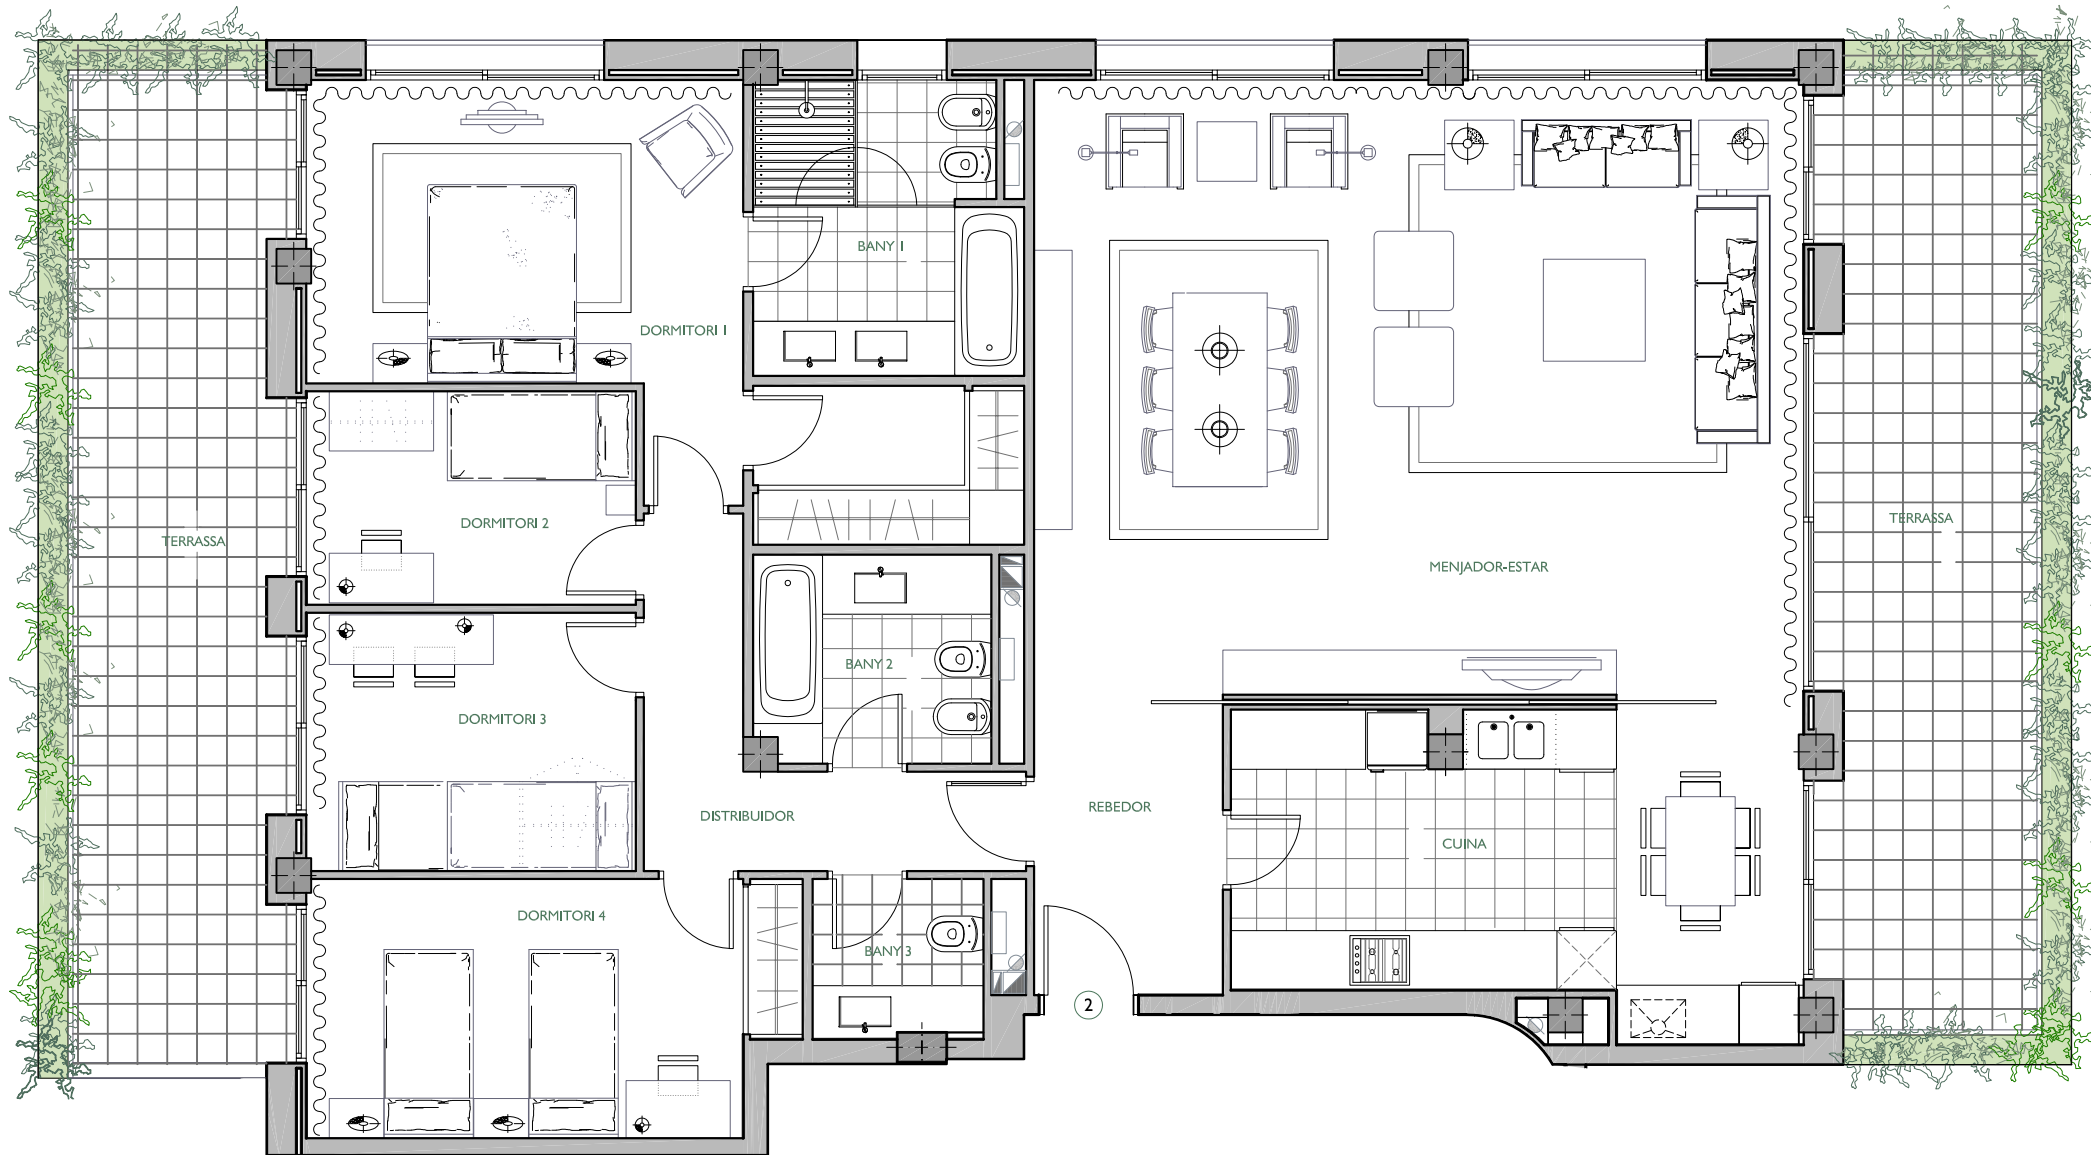 BANY 1
DORMITORI 1
DORMITORI 2
TERRASSA
TERRASSA
MENJADOR-ESTAR
BANY 2
DORMITORI 3
DISTRIBUIDOR
REBEDOR
CUINA
DORMITORI 4
BANY 3
2